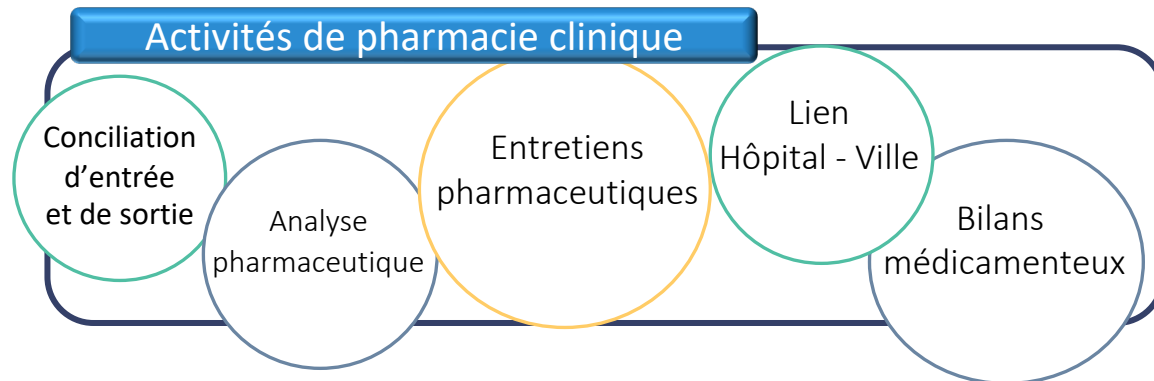 Activités de pharmacie clinique
Conciliation
d’entrée
et de sortie
Analyse
pharmaceutique
Entretiens
pharmaceutiques
Lien
Hôpital - Ville
Bilans
médicamenteux